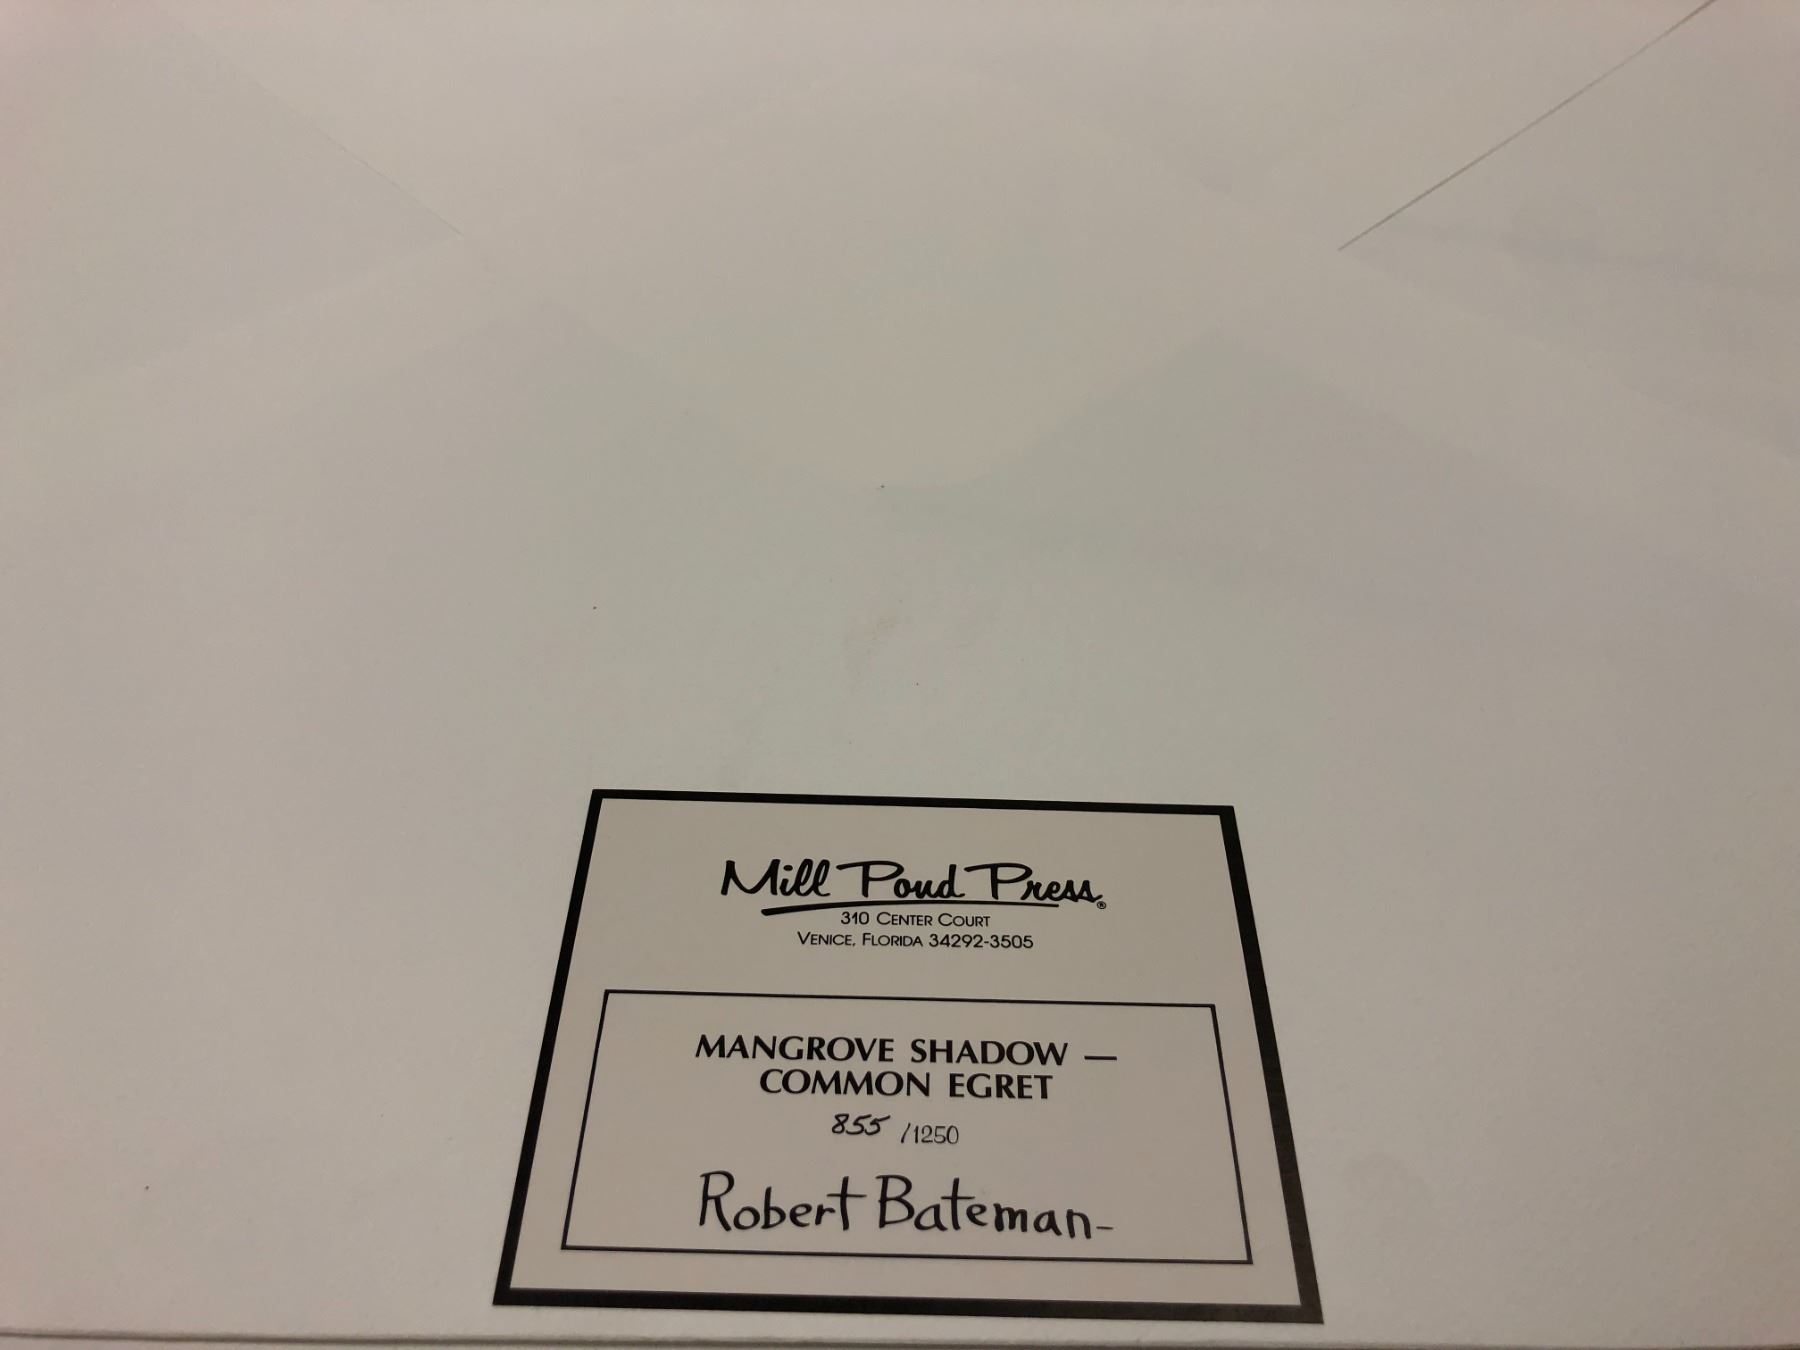 Mill Pond Press®
310 CENTER COURT
VENICE, FLORIDA 34292-3505
MANGROVE SHADOW —
COMMON EGRET
855 /1250
Robert Bateman-